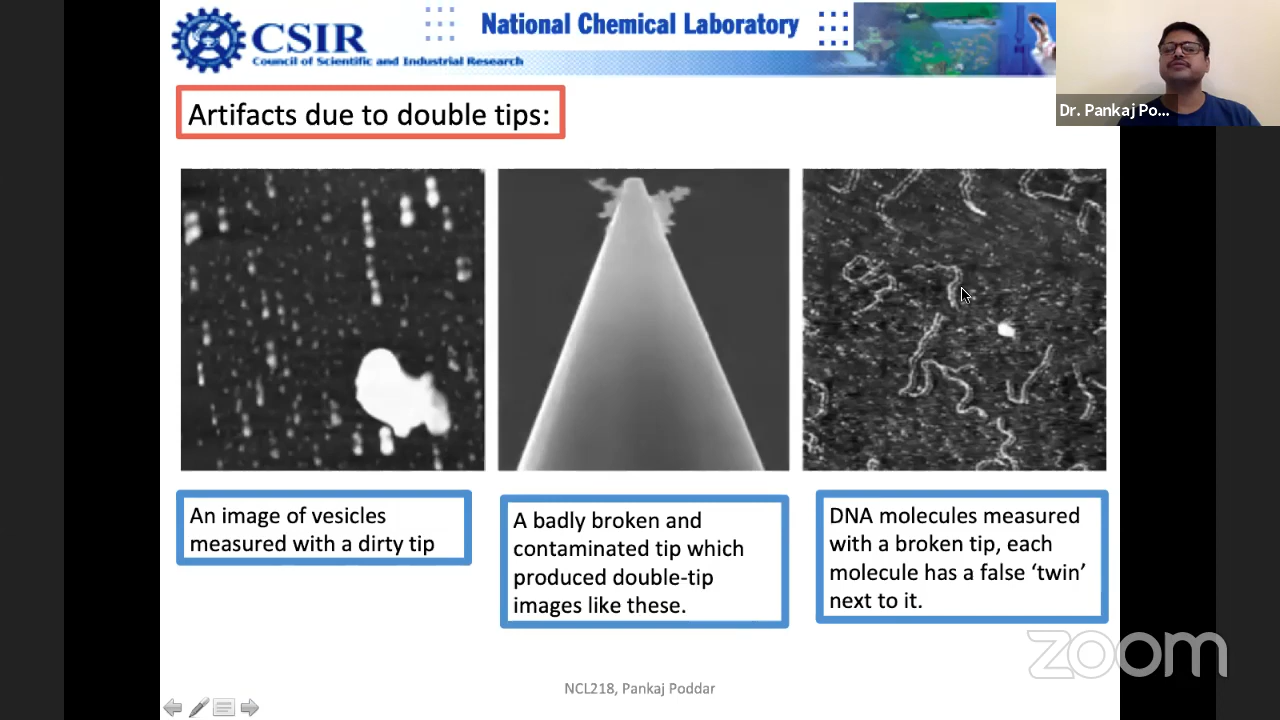 CSIR
Council of Scientific and Industrial Research
National Chemical Laboratory
Dr. Pankaj Po...
Artifacts due to double tips:
An image of vesicles
measured with a dirty tip
A badly broken and
contaminated tip which
produced double-tip
images like these.
DNA molecules measured
with a broken tip, each
molecule has a false ‘twin’
next to it.
zoom
NCL218, Pankaj Poddar